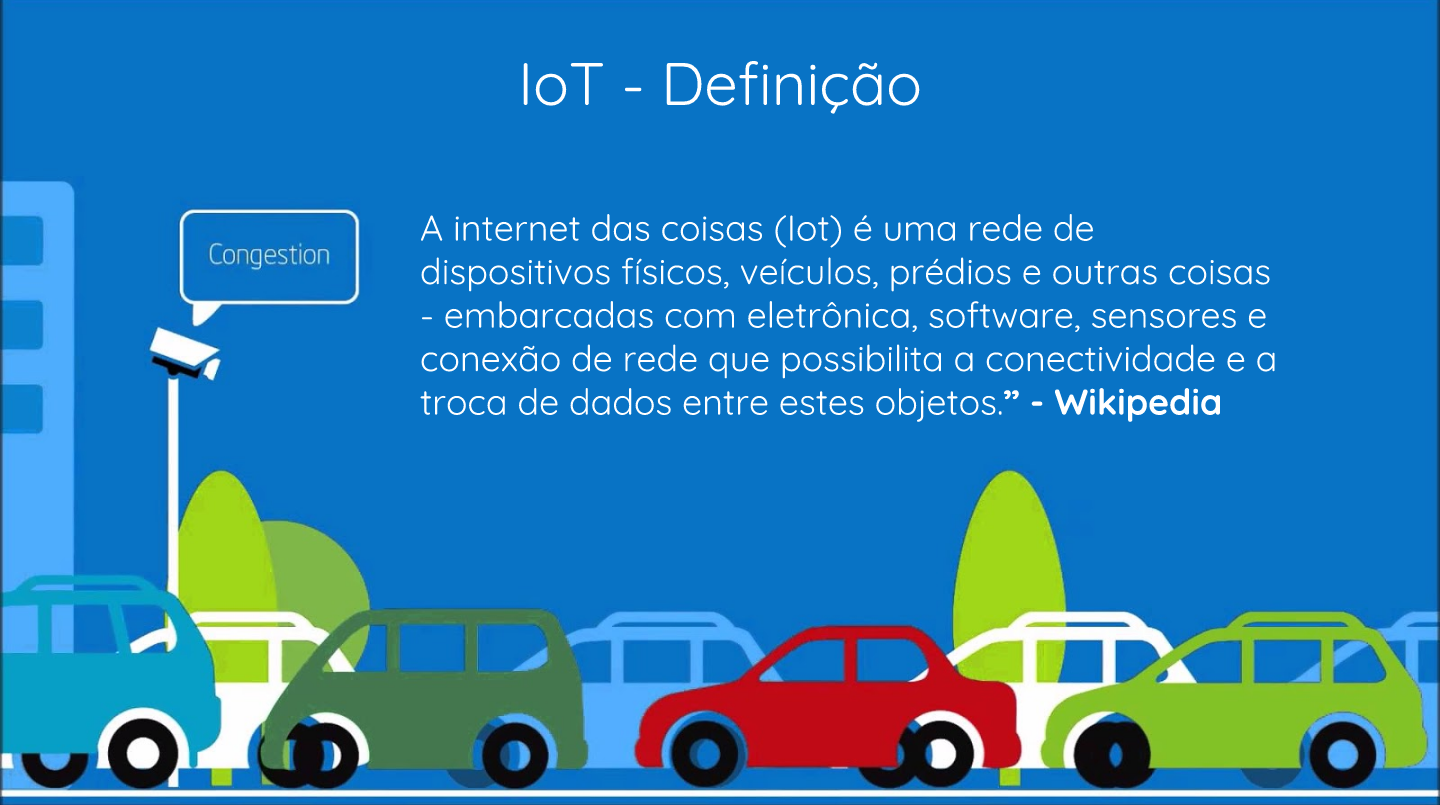 IoT - Definição
Congestion
A internet das coisas (Iot) é uma rede de
dispositivos físicos, veículos, prédios e outras coisas
- embarcadas com eletrônica, software, sensores e
conexão de rede que possibilita a conectividade e a
troca de dados entre estes objetos.” - Wikipedia